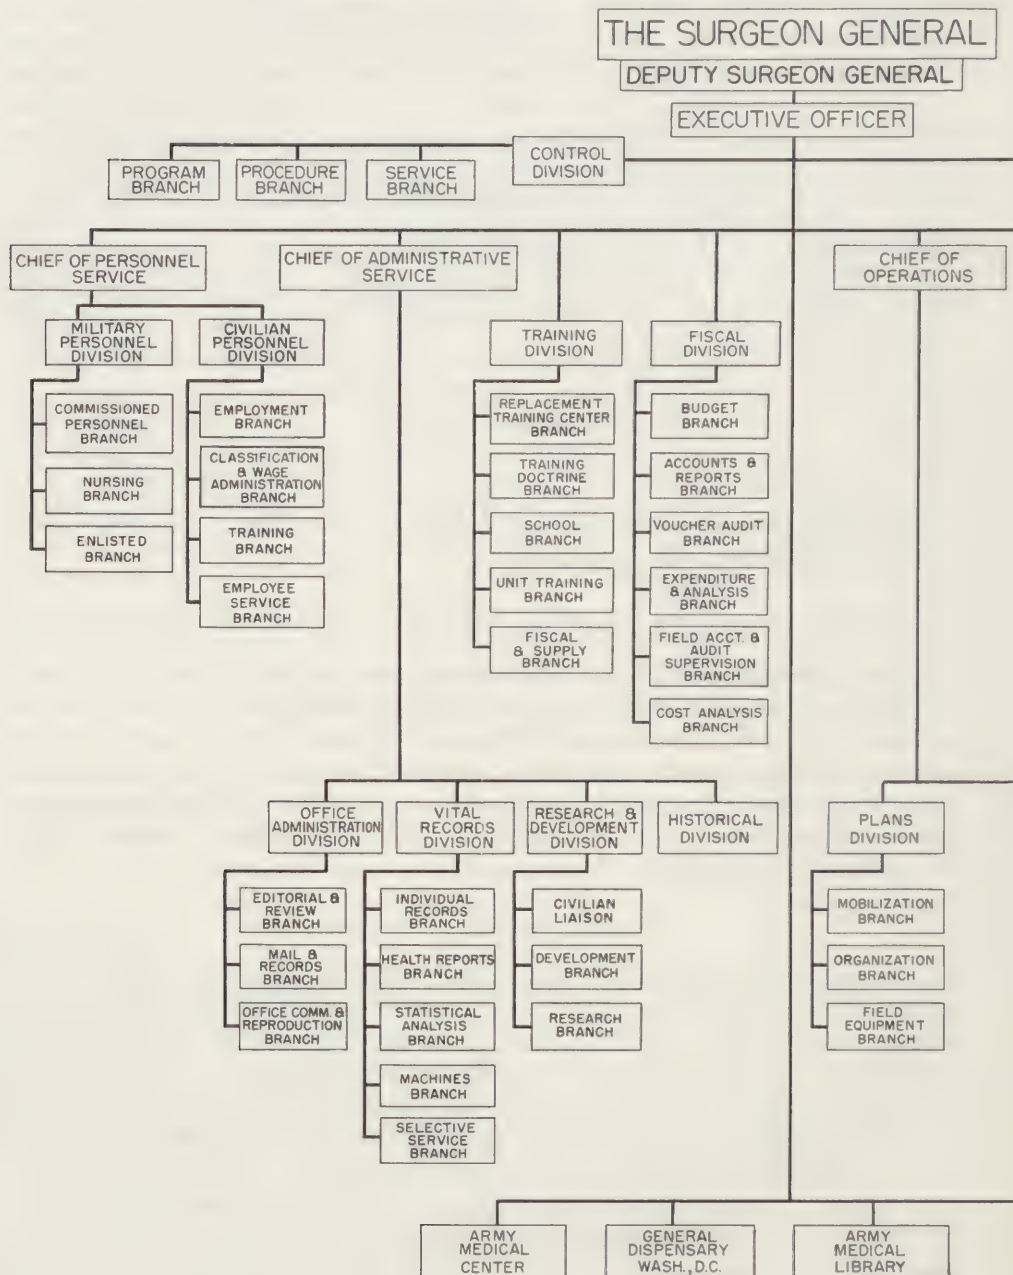 THE SURGEON GENERAL
DEPUTY SURGEON GENERAL
EXECUTIVE OFFICER
CONTROL
DIVISION
PROGRAM
BRANCH
PROCEDURE
BRANCH
SERVICE
BRANCH
CHIEF OF PERSONNEL
SERVICE
CHIEF OF ADMINISTRATIVE
SERVICE
CHIEF OF
OPERATIONS
MILITARY
PERSONNEL
DIVISION
CIVILIAN
PERSONNEL
DIVISION
TRAINING
DIVISION
FISCAL
DIVISION
COMMISSIONED
PERSONNEL
BRANCH
NURSING
BRANCH
ENLISTED
BRANCH
EMPLOYMENT
BRANCH
CLASSIFICATION
& WAGE
ADMINISTRATION
BRANCH
TRAINING
BRANCH
EMPLOYEE
SERVICE
BRANCH
REPLACEMENT
TRAINING CENTER
BRANCH
TRAINING
DOCTRINE
BRANCH
SCHOOL
BRANCH
UNIT TRAINING
BRANCH
FISCAL
& SUPPLY
BRANCH
BUDGET
BRANCH
ACCOUNTS &
REPORTS
BRANCH
VOUCHER AUDIT
BRANCH
EXPENDITURE
& ANALYSIS
BRANCH
FIELD ACCT. &
AUDIT
SUPERVISION
BRANCH
COST ANALYSIS
BRANCH
OFFICE
ADMINISTRATION
DIVISION
VITAL
RECORDS
DIVISION
RESEARCH &
DEVELOPMENT
DIVISION
HISTORICAL
DIVISION
PLANS
DIVISION
EDITORIAL &
REVIEW
BRANCH
MAIL &
RECORDS
BRANCH
OFFICE COMM. &
REPRODUCTION
BRANCH
INDIVIDUAL
RECORDS
BRANCH
HEALTH REPORTS
BRANCH
STATISTICAL
ANALYSIS
BRANCH
MACHINES
BRANCH
SELECTIVE
SERVICE
BRANCH
CIVILIAN
LIAISON
DEVELOPMENT
BRANCH
RESEARCH
BRANCH
MOBILIZATION
BRANCH
ORGANIZATION
BRANCH
FIELD
EQUIPMENT
BRANCH
ARMY
MEDICAL
CENTER
GENERAL
DISPENSARY
WASH., D.C.
ARMY
MEDICAL
LIBRARY